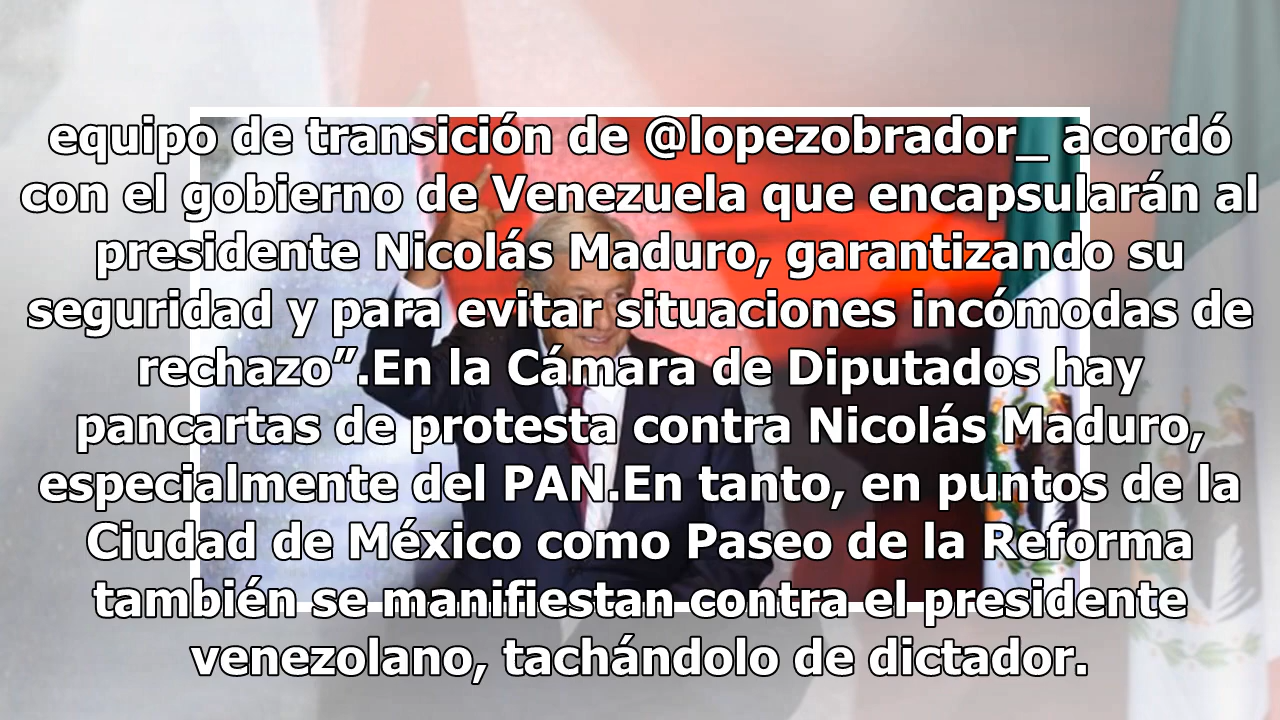 equipo de transición de @lopezobrador_ acordó
con el gobierno de Venezuela que encapsularán al
presidente Nicolás Maduro, garantizando su
seguridad y para evitar situaciones incómodas de
rechazo”.En la Cámara de Diputados hay
pancartas de protesta contra Nicolás Maduro,
especialmente del PAN.En tanto, en puntos de la
Ciudad de México como Paseo de la Reforma
también se manifiestan contra el presidente
venezolano, tachándolo de dictador.